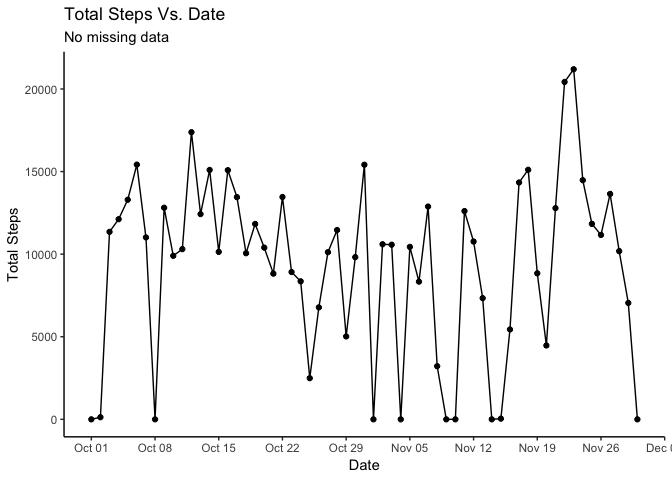 Total Steps Vs. Date
No missing data
20000
15000
10000
5000
0
Total Steps
Oct 01 Oct 08 Oct 15 Oct 22 Oct 29 Nov 05 Nov 12 Nov 19 Nov 26 Dec
Date